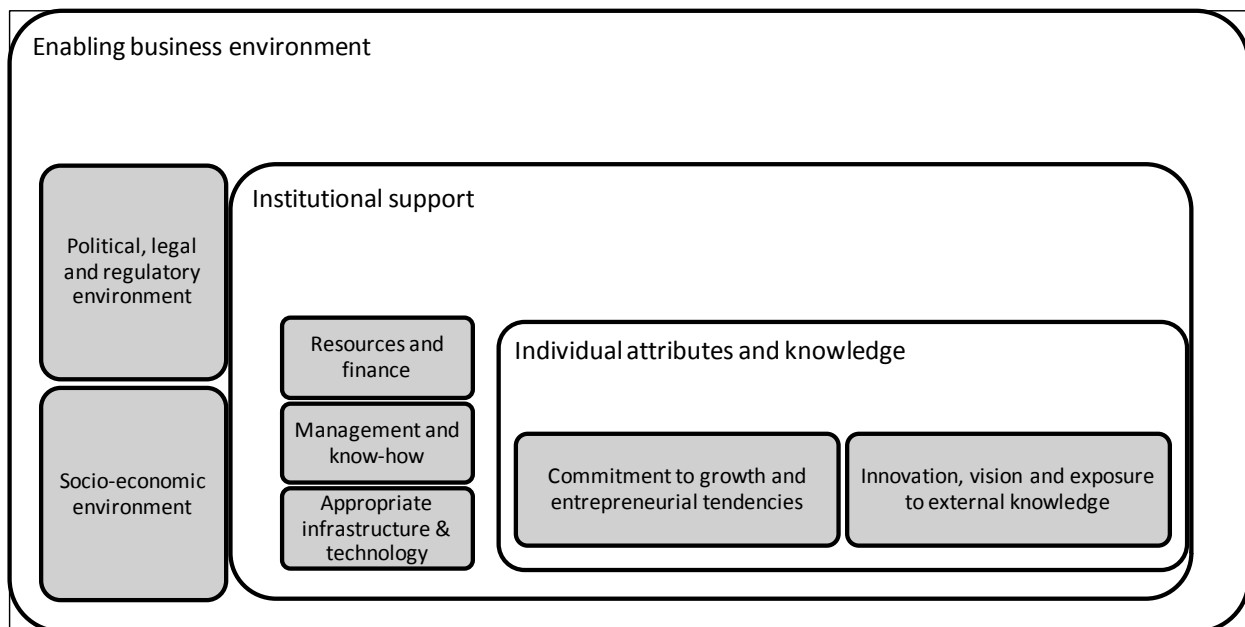 Enabling business environment
Political, legal
and regulatory
environment
Socio-economic
environment
Institutional support
Resources and
finance
Management and
know-how
Appropriate
infrastructure &
technology
Individual attributes and knowledge
Commitment to growth and
entrepreneurial tendencies
Innovation, vision and exposure
to external knowledge